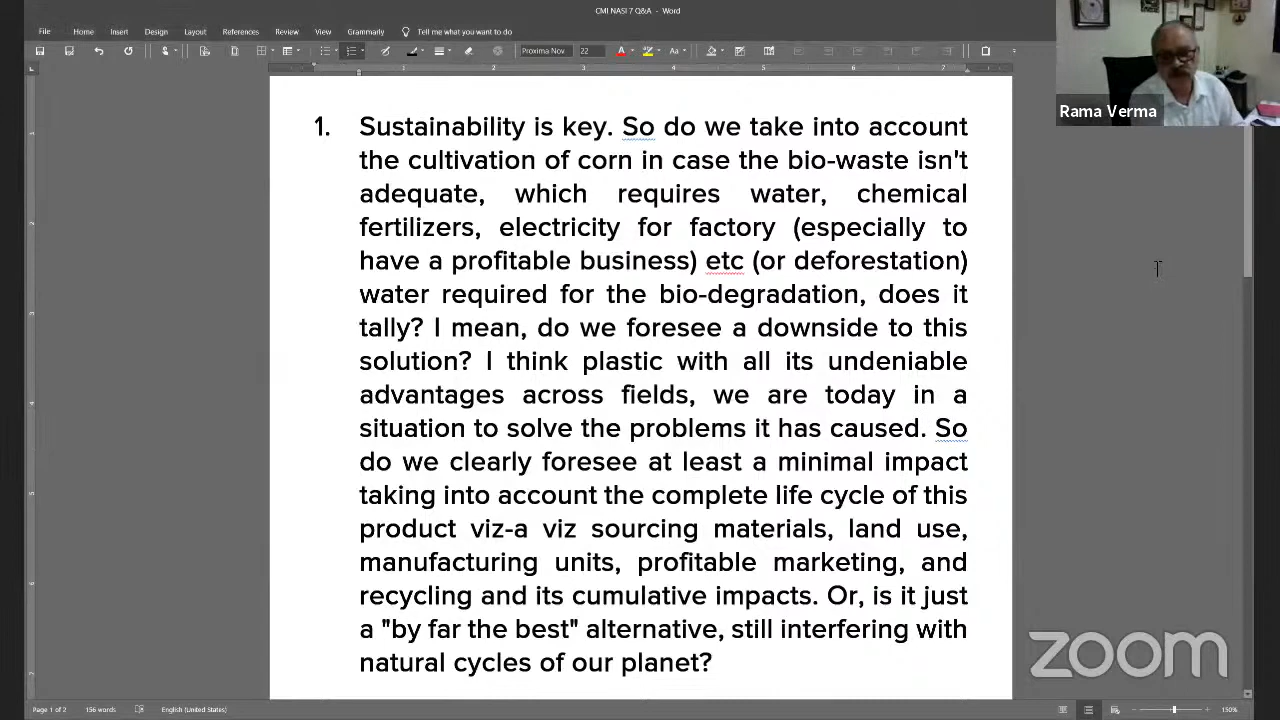 CMI NASI 7 Q&A - Word
File Home Insert Design Layout References Review View Grammarly Tell me what you want to do
Proxima Nov 22
Rama Verma
1. Sustainability is key. So do we take into account
the cultivation of corn in case the bio-waste isn't
adequate, which requires water, chemical
fertilizers, electricity for factory (especially to
have a profitable business) etc (or deforestation)
water required for the bio-degradation, does it
tally? I mean, do we foresee a downside to this
solution? I think plastic with all its undeniable
advantages across fields, we are today in a
situation to solve the problems it has caused. So
do we clearly foresee at least a minimal impact
taking into account the complete life cycle of this
product viz-a viz sourcing materials, land use,
manufacturing units, profitable marketing, and
recycling and its cumulative impacts. Or, is it just
a "by far the best" alternative, still interfering with
natural cycles of our planet?
zoom
Page 1 of 2 156 words English (United States) 150%